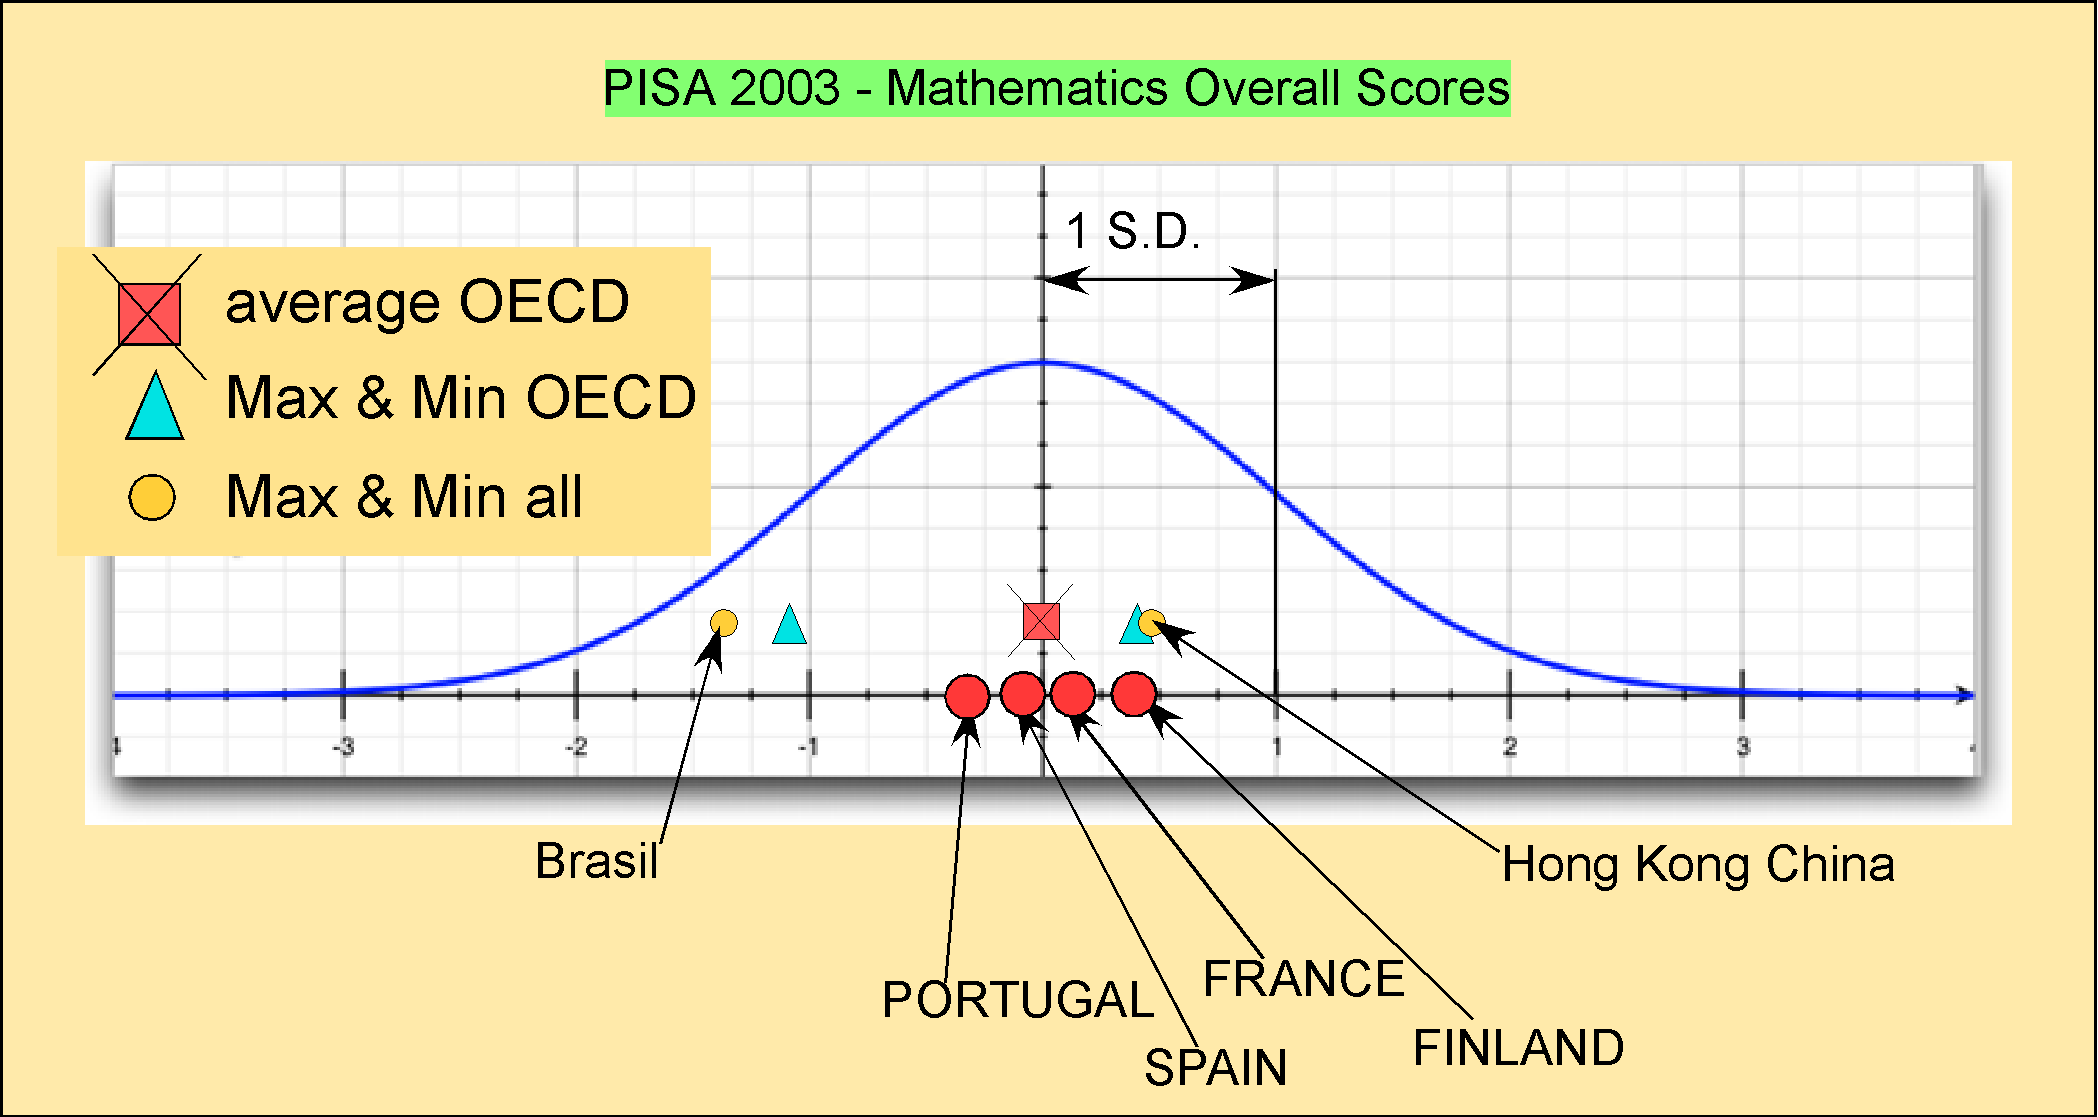 PISA 2003 - Mathematics Overall Scores
1 S.D.
average OECD
Max & Min OECD
Max & Min all
-3 -2 -1 1 2 3
Brasil
Hong Kong China
PORTUGAL
FRANCE
SPAIN
FINLAND